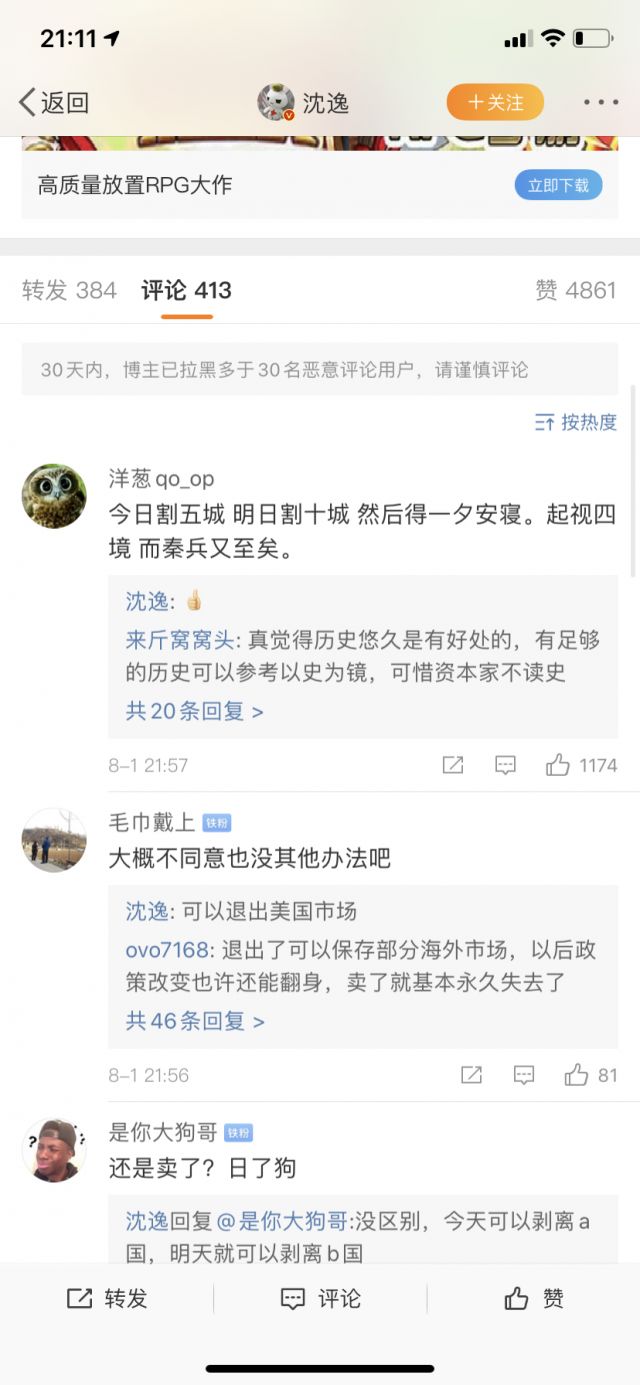 21:11
返回
沈逸
+关注
高质量放置RPG大作
立即下载
转发 384
评论 413
赞 4861
30天内，博主已拉黑多于30名恶意评论用户，请谨慎评论
按热度
洋葱qo_op
今日割五城 明日割十城 然后得一夕安寝。起视四
境 而秦兵又至矣。
沈逸: 👍🏻
来斤窝窝头: 真觉得历史悠久是有好处的，有足够
的历史可以参考以史为镜，可惜资本家不读史
共20条回复 >
8-1 21:57
1174
毛巾戴上 铁粉
大概不同意也没其他办法吧
沈逸: 可以退出美国市场
ovo7168: 退出了可以保存部分海外市场，以后政
策改变也许还能翻身，卖了就基本永久失去了
共46条回复 >
8-1 21:56
81
是你大狗哥 铁粉
还是卖了？日了狗
沈逸回复@是你大狗哥:没区别，今天可以剥离a
国，明天就可以剥离b国
转发
评论
赞